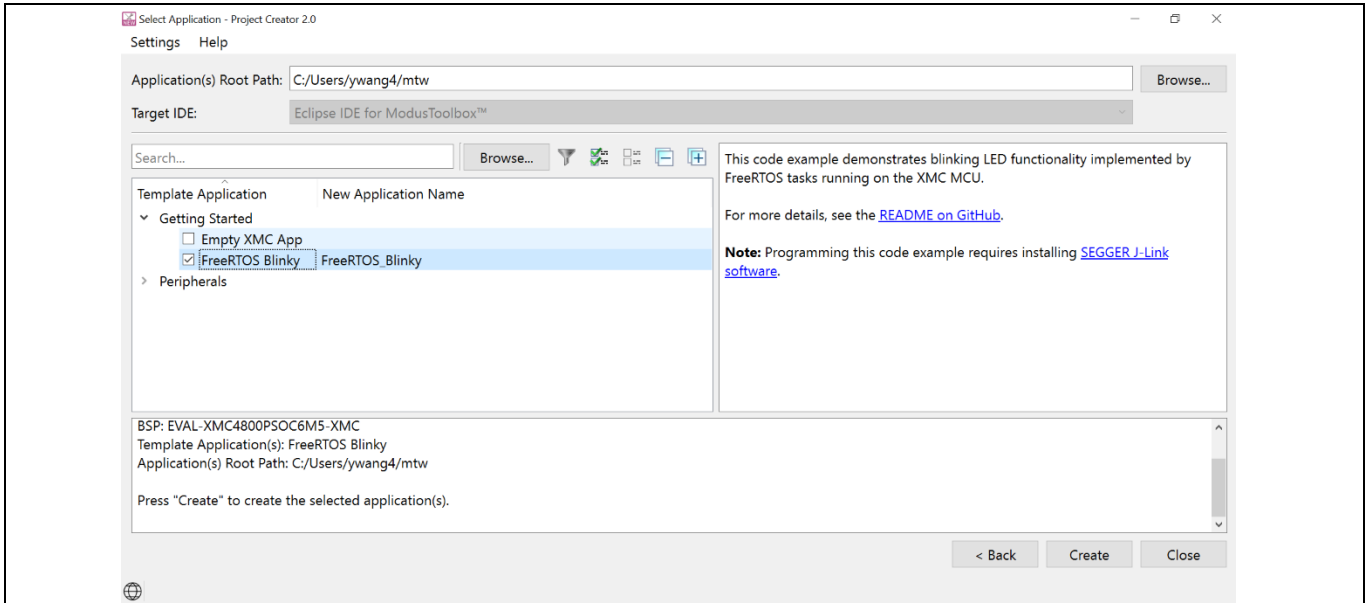 Select Application - Project Creator 2.0
Settings Help
Application(s) Root Path: C:/Users/ywang4/mtw Browse...
Target IDE: Eclipse IDE for ModusToolbox™
Search... Browse...
Template Application New Application Name
Getting Started
Empty XMC App
FreeRTOS Blinky FreeRTOS_Blinky
Peripherals
This code example demonstrates blinking LED functionality implemented by
FreeRTOS tasks running on the XMC MCU.
For more details, see the README on GitHub.
Note: Programming this code example requires installing SEGGER J-Link
software.
BSP: EVAL-XMC4800PSOC6M5-XMC
Template Application(s): FreeRTOS Blinky
Application(s) Root Path: C:/Users/ywang4/mtw
Press "Create" to create the selected application(s).
< Back Create Close